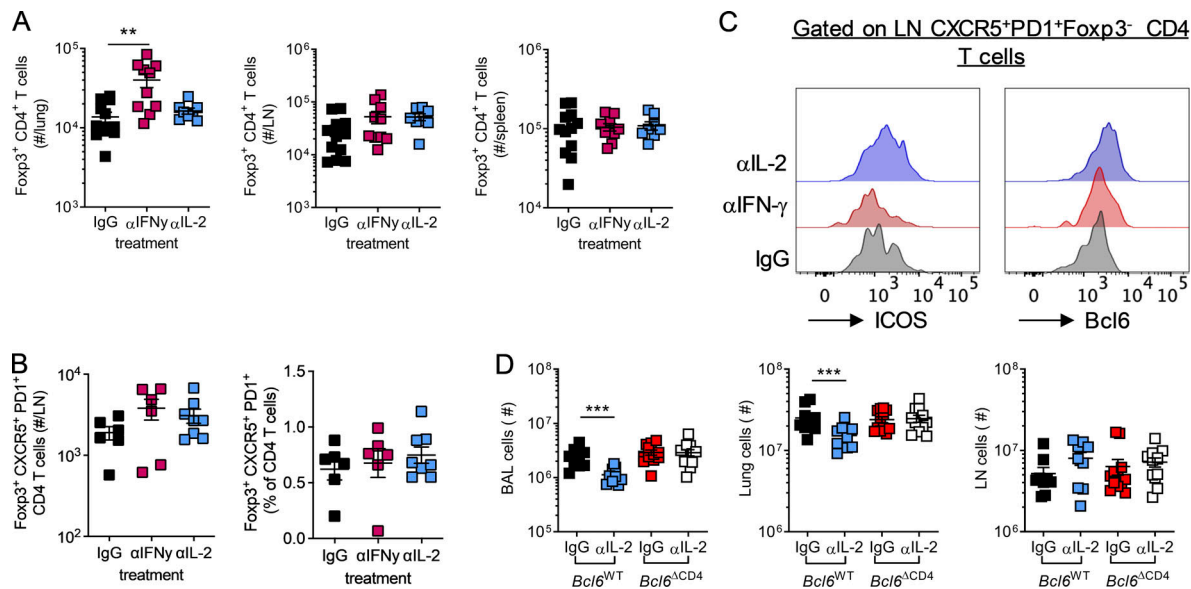 A
Foxp3⁺ CD4⁺ T cells
(#/lung)
10⁵
10⁴
10³
**
IgG αIFNγ αIL-2
treatment
Foxp3⁺ CD4⁺ T cells
(#/LN)
10⁶
10⁵
10⁴
10³
IgG αIFNγ αIL-2
treatment
Foxp3⁺ CD4⁺ T cells
(#/spleen)
10⁶
10⁵
10⁴
IgG αIFNγ αIL-2
treatment
C
Gated on LN CXCR5⁺PD1⁺Foxp3⁻ CD4
T cells
αIL-2
αIFN-γ
IgG
0 10³ 10⁴ 10⁵
ICOS
0 10³ 10⁴ 10⁵
Bcl6
B
Foxp3⁺ CXCR5⁺ PD1⁺
CD4 T cells (#/LN)
10⁴
10³
10²
IgG αIFNγ αIL-2
treatment
Foxp3⁺ CXCR5⁺ PD1⁺
(% of CD4 T cells)
1.5
1.0
0.5
0.0
IgG αIFNγ αIL-2
treatment
D
BAL cells ( #)
10⁸
10⁷
10⁶
10⁵
***
IgG αIL-2 IgG αIL-2
Bcl6ᵂᵀ Bcl6ᐞCD4
Lung cells ( #)
10⁸
10⁷
10⁶
***
IgG αIL-2 IgG αIL-2
Bcl6ᵂᵀ Bcl6ᐞCD4
LN cells ( #)
10⁸
10⁷
10⁶
IgG αIL-2 IgG αIL-2
Bcl6ᵂᵀ Bcl6ᐞCD4